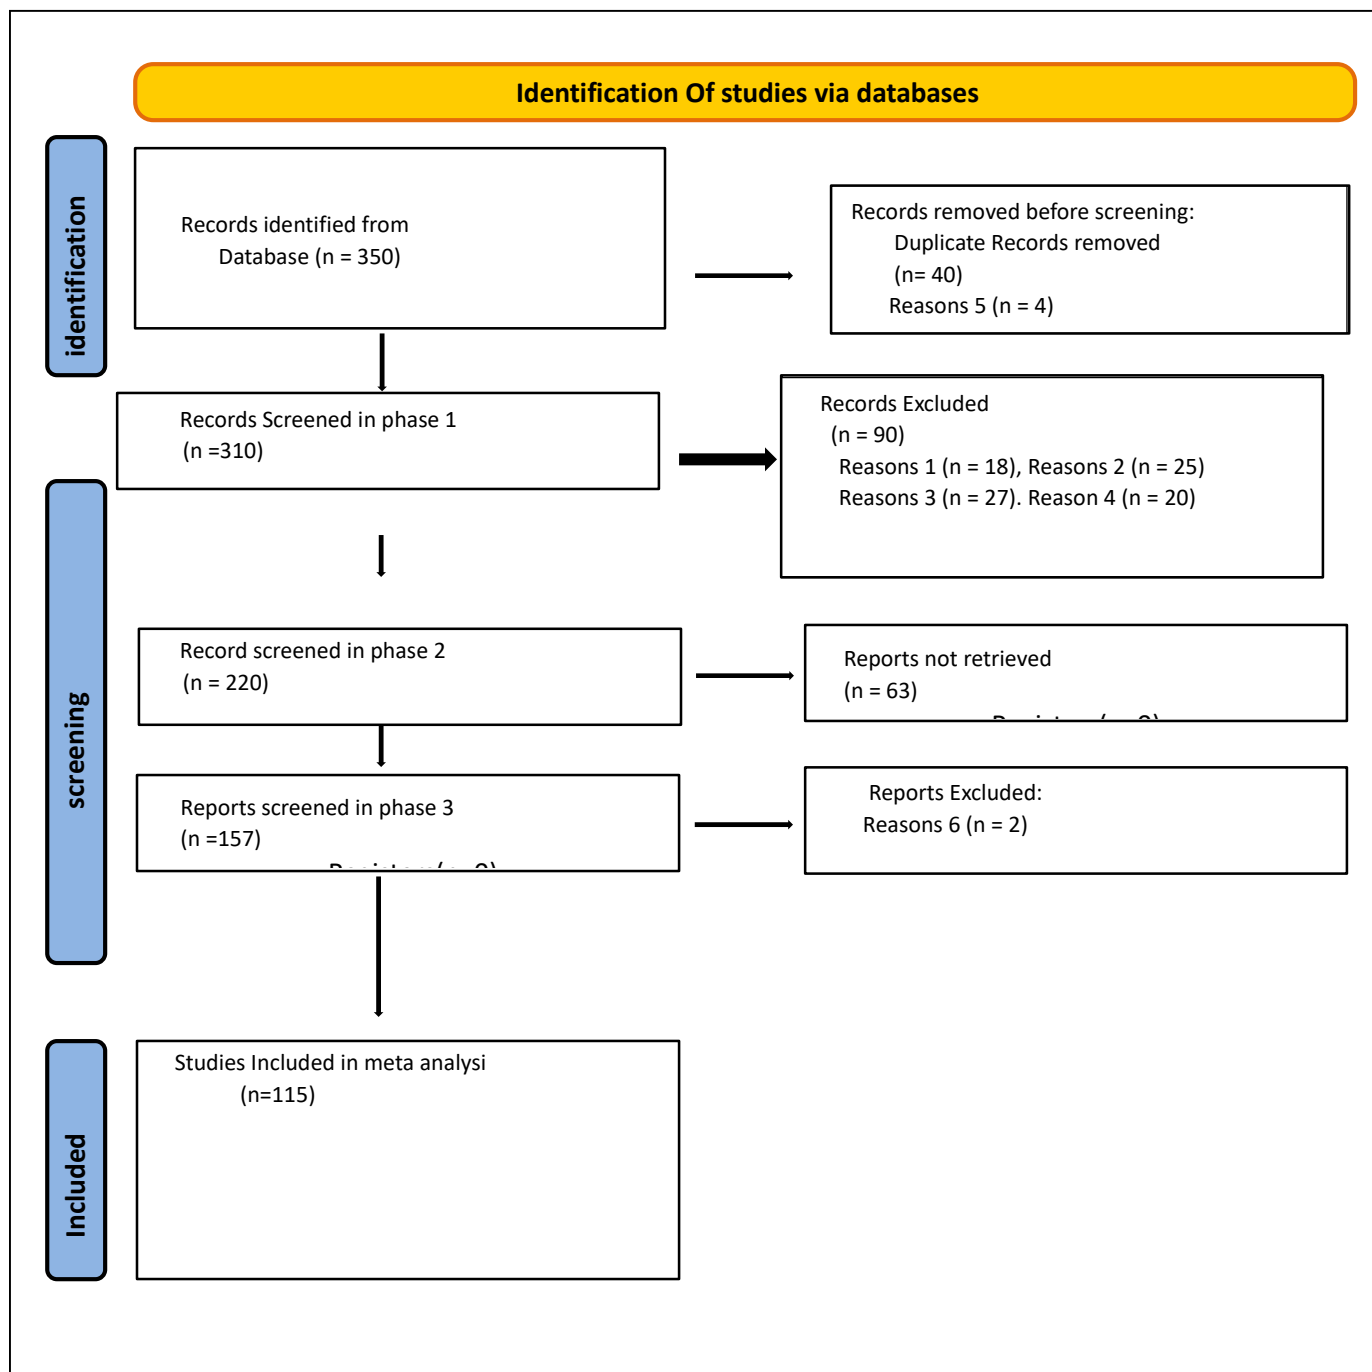 Identification Of studies via databases
identification
Records identified from
Database (n = 350)
Records removed before screening:
Duplicate Records removed
(n= 40)
Reasons 5 (n = 4)
Records Screened in phase 1
(n =310)
Records Excluded
(n = 90)
Reasons 1 (n = 18), Reasons 2 (n = 25)
Reasons 3 (n = 27). Reason 4 (n = 20)
screening
Record screened in phase 2
(n = 220)
Reports not retrieved
(n = 63)
Reports screened in phase 3
(n =157)
Reports Excluded:
Reasons 6 (n = 2)
Included
Studies Included in meta analysi
(n=115)